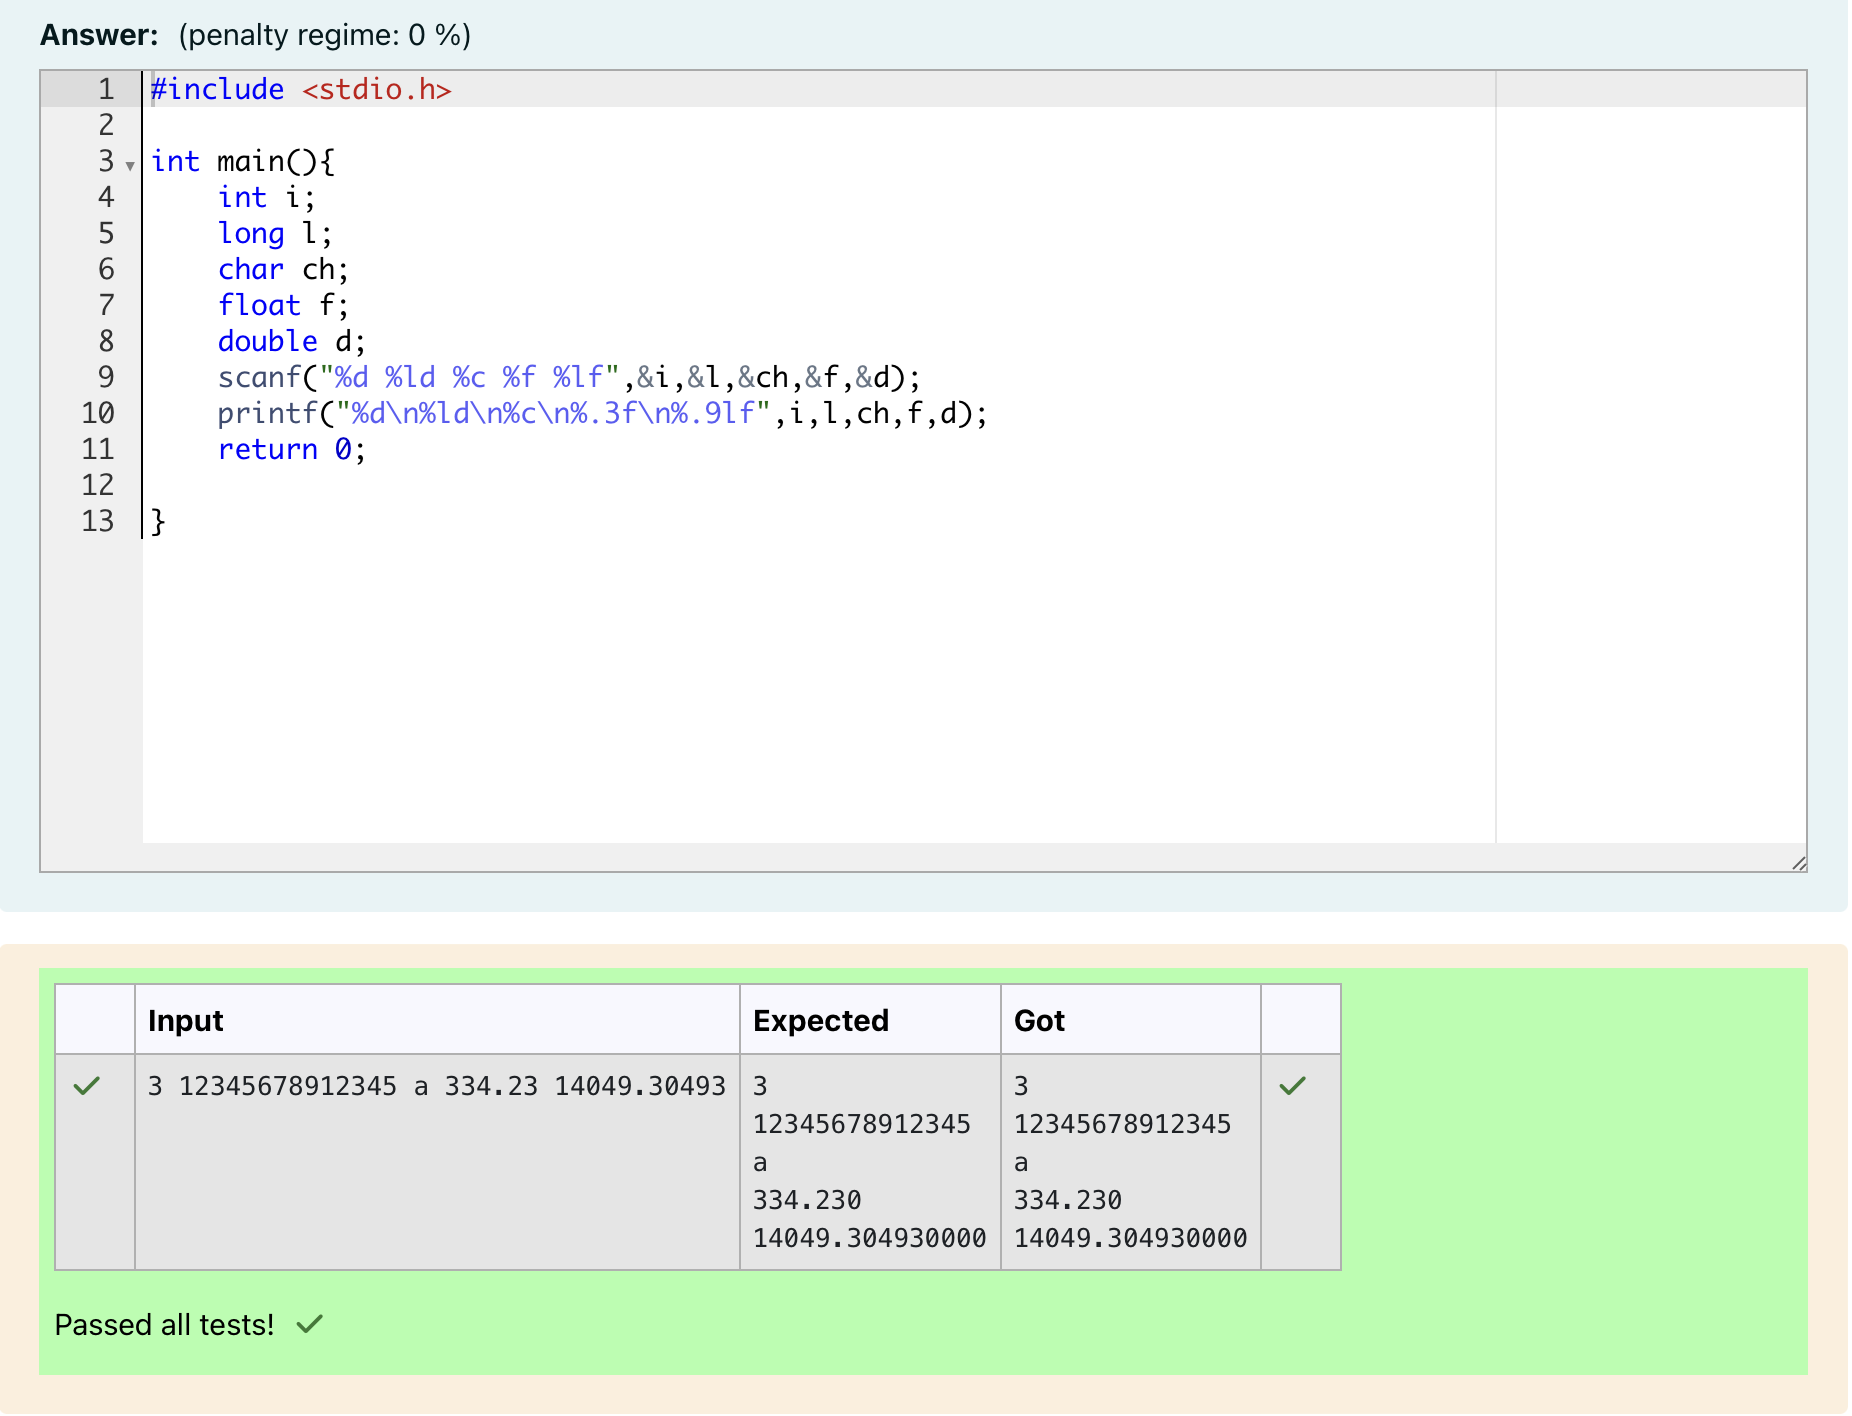 Answer: (penalty regime: 0 %)
1 #include <stdio.h>
2
3 int main(){
4     int i;
5     long l;
6     char ch;
7     float f;
8     double d;
9     scanf("%d %ld %c %f %lf",&i,&l,&ch,&f,&d);
10     printf("%d\n%ld\n%c\n%.3f\n%.9lf",i,l,ch,f,d);
11     return 0;
12
13 }
Input Expected Got
3 12345678912345 a 334.23 14049.30493 3 3
12345678912345 12345678912345
a a
334.230 334.230
14049.304930000 14049.304930000
Passed all tests!